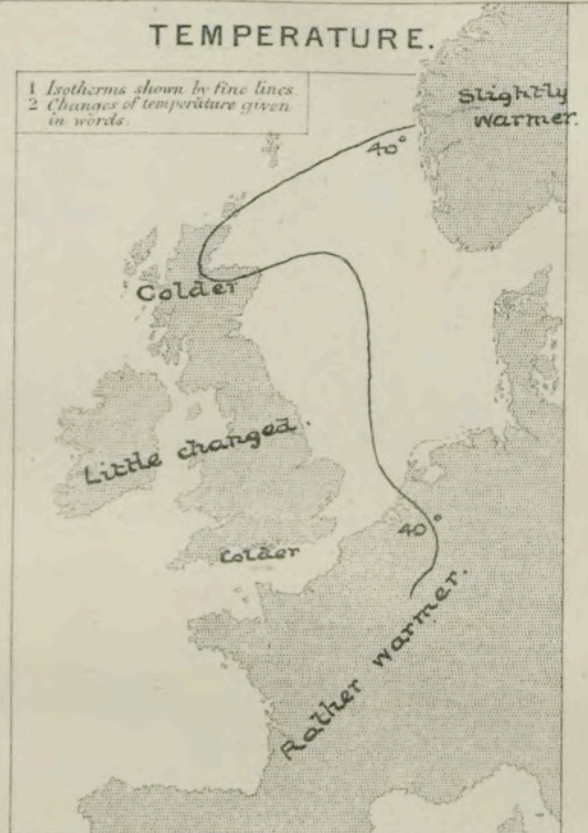 TEMPERATURE.
1 Isotherms shown by fine lines.
2 Changes of temperature given
in words.
Slightly
warmer.
40°
Colder
Little changed.
40°
Colder
Rather warmer.